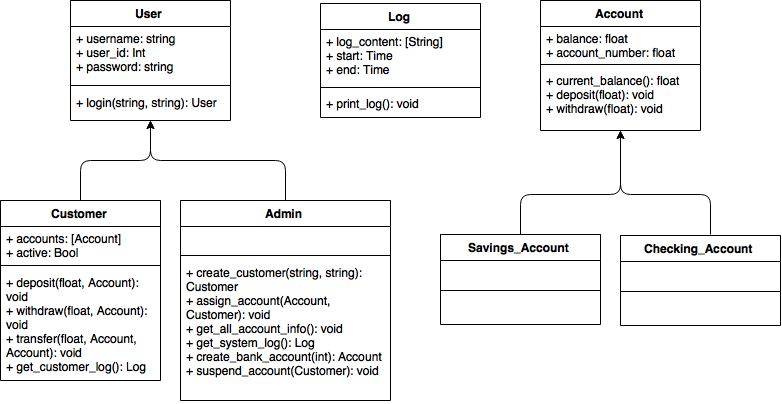 User
+ username: string
+ user_id: Int
+ password: string
+ login(string, string): User
Log
+ log_content: [String]
+ start: Time
+ end: Time
+ print_log(): void
Account
+ balance: float
+ account_number: float
+ current_balance(): float
+ deposit(float): void
+ withdraw(float): void
Customer
+ accounts: [Account]
+ active: Bool
+ deposit(float, Account):
void
+ withdraw(float, Account):
void
+ transfer(float, Account,
Account): void
+ get_customer_log(): Log
Admin
+ create_customer(string, string):
Customer
+ assign_account(Account,
Customer): void
+ get_all_account_info(): void
+ get_system_log(): Log
+ create_bank_account(int): Account
+ suspend_account(Customer): void
Savings_Account
Checking_Account